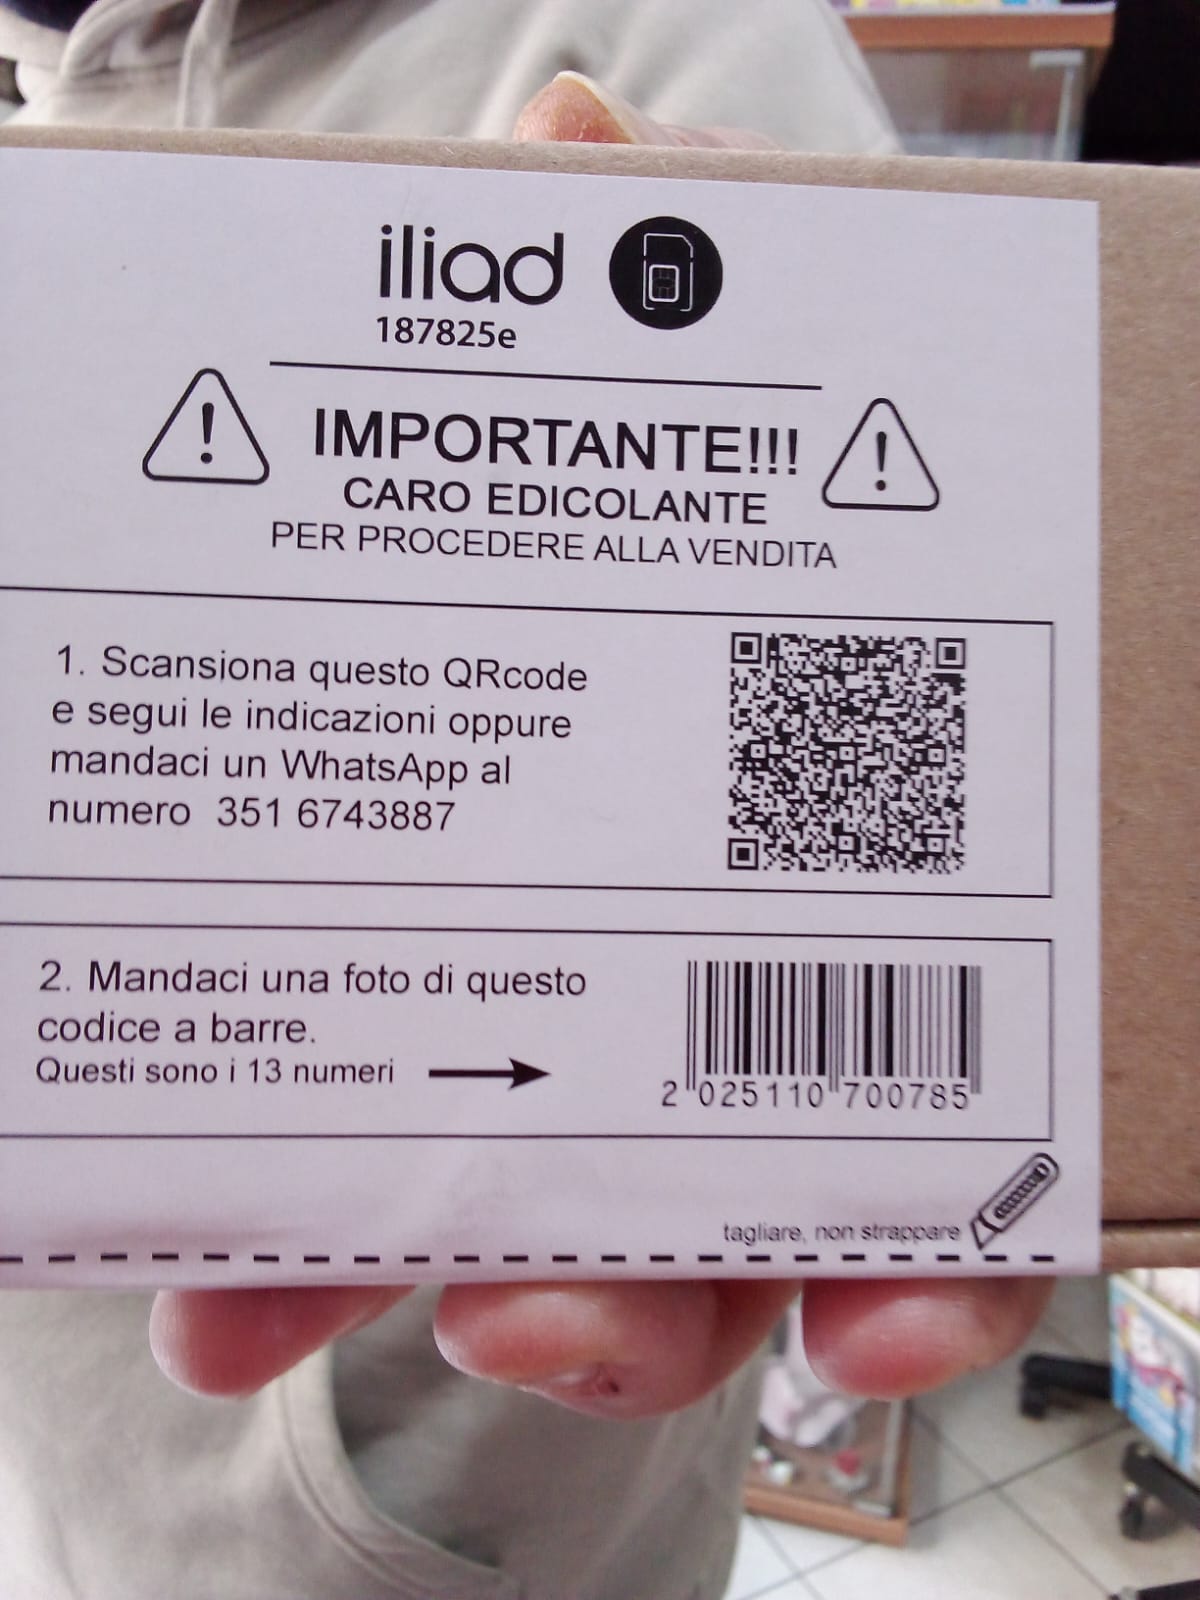 iliad
187825e
IMPORTANTE!!!
CARO EDICOLANTE
PER PROCEDERE ALLA VENDITA
1. Scansiona questo QRcode
e segui le indicazioni oppure
mandaci un WhatsApp al
numero 351 6743887
2. Mandaci una foto di questo
codice a barre.
Questi sono i 13 numeri
2 025110 700785
tagliare, non strappare